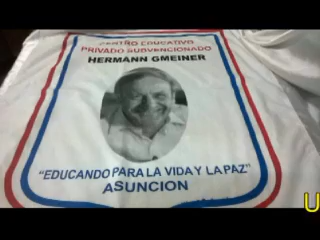 CENTRO EDUCATIVO
PRIVADO SUBVENCIONADO
HERMANN GMEINER
"EDUCANDO PARA LA VIDA Y LA PAZ"
ASUNCION
U